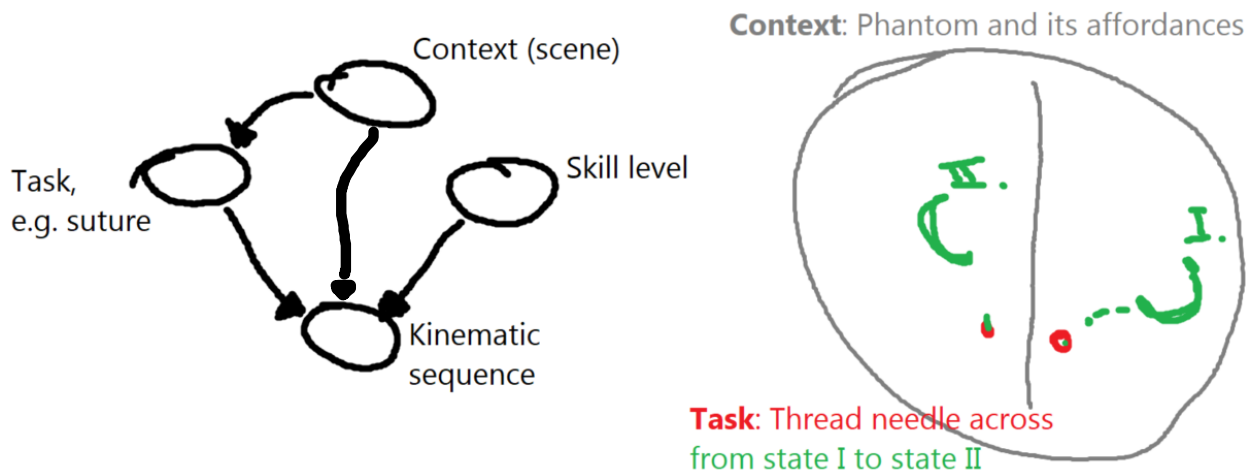 Context (scene)
Task,
e.g. suture
Skill level
Kinematic
sequence
Context: Phantom and its affordances
II.
I.
Task: Thread needle across
from state I to state II